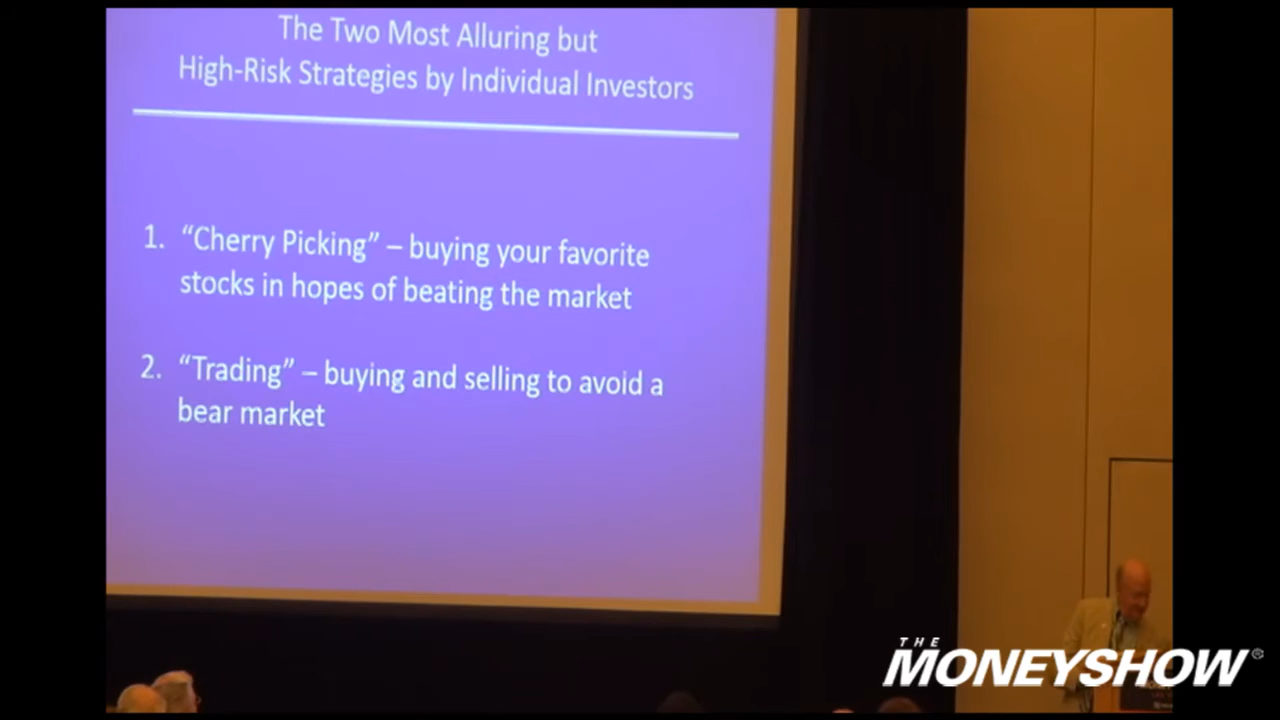 The Two Most Alluring but
High-Risk Strategies by Individual Investors
1. “Cherry Picking” – buying your favorite
stocks in hopes of beating the market
2. “Trading” – buying and selling to avoid a
bear market
THE
MONEYSHOW®